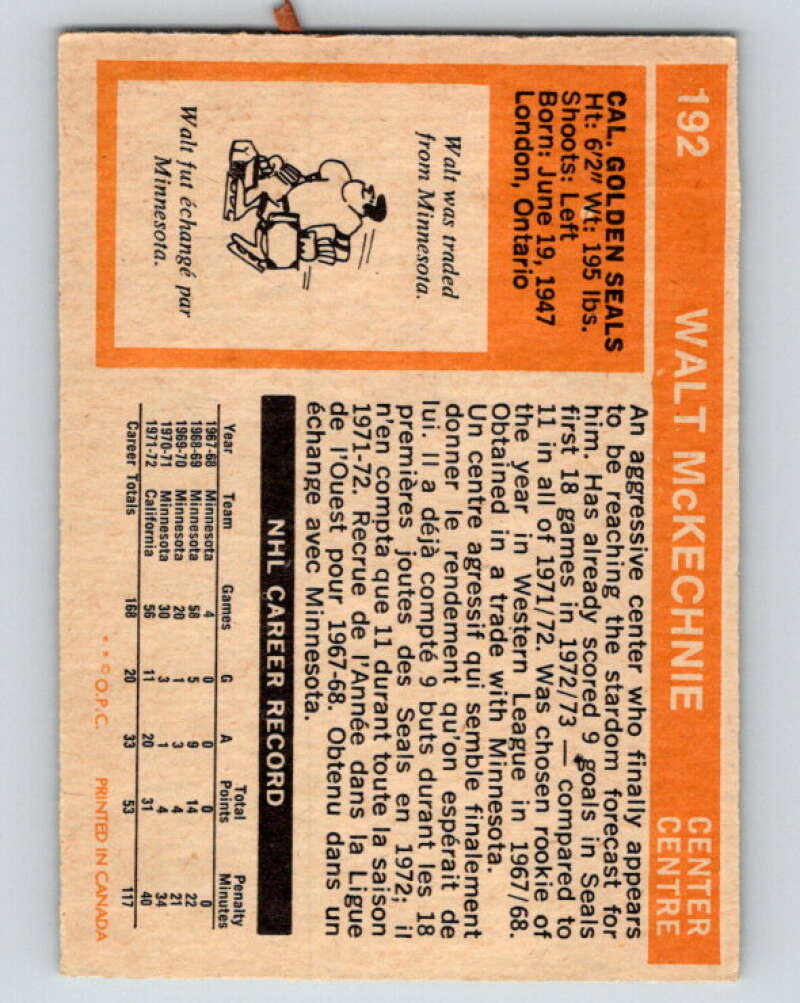 192 WALT McKECHNIE CENTER
CENTRE
CAL. GOLDEN SEALS
Ht: 6'2" Wt: 195 lbs.
Shoots: Left
Born: June 19, 1947
London, Ontario
Walt was traded
from Minnesota.
Walt fut échangé par
Minnesota.
An aggressive center who finally appears
to be reaching the stardom forecast for
him. Has already scored 9 goals in Seals
first 18 games in 1972/73 — compared to
11 in all of 1971/72. Was chosen rookie of
the year in Western League in 1967/68.
Obtained in a trade with Minnesota.
Un centre agressif qui semble finalement
donner le rendement qu'on espérait de
lui. Il a déjà compté 9 buts durant les 18
premières joutes des Seals en 1972; il
n'en compta que 11 durant toute la saison
1971-72. Recrue de l'Année dans la Ligue
de l'Ouest pour 1967-68. Obtenu dans un
échange avec Minnesota.
NHL CAREER RECORD
Year Team Games G A Total Points Penalty Minutes
1967-68 Minnesota 4 0 0 0 0
1968-69 Minnesota 58 5 9 14 22
1969-70 Minnesota 20 1 3 4 21
1970-71 Minnesota 30 3 1 4 34
1971-72 California 56 11 20 31 40
Career Totals 168 20 33 53 117
* * © O.P.C. PRINTED IN CANADA